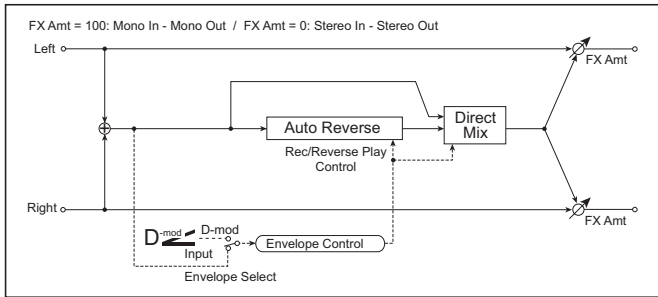 FX Amt = 100: Mono In - Mono Out / FX Amt = 0: Stereo In - Stereo Out
Left
FX Amt
Auto Reverse
Direct
Mix
Rec/Reverse Play
Control
Right
FX Amt
D-mod
D-mod
Input
Envelope Control
Envelope Select